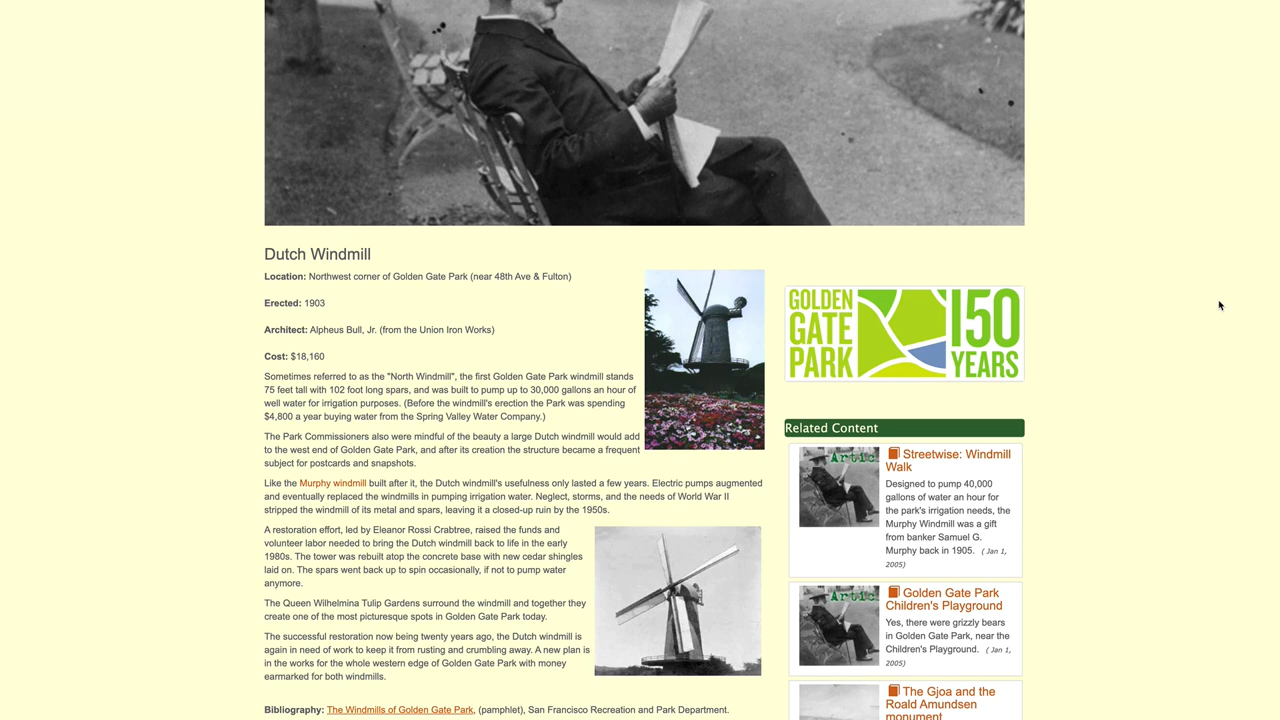 Dutch Windmill
Location: Northwest corner of Golden Gate Park (near 48th Ave & Fulton)
Erected: 1903
Architect: Alpheus Bull, Jr. (from the Union Iron Works)
Cost: $18,160
Sometimes referred to as the "North Windmill", the first Golden Gate Park windmill stands
75 feet tall with 102 foot long spars, and was built to pump up to 30,000 gallons an hour of
well water for irrigation purposes. (Before the windmill's erection the Park was spending
$4,800 a year buying water from the Spring Valley Water Company.)
The Park Commissioners also were mindful of the beauty a large Dutch windmill would add
to the west end of Golden Gate Park, and after its creation the structure became a frequent
subject for postcards and snapshots.
Like the Murphy windmill built after it, the Dutch windmill's usefulness only lasted a few years. Electric pumps augmented
and eventually replaced the windmills in pumping irrigation water. Neglect, storms, and the needs of World War II
stripped the windmill of its metal and spars, leaving it a closed-up ruin by the 1950s.
A restoration effort, led by Eleanor Rossi Crabtree, raised the funds and
volunteer labor needed to bring the Dutch windmill back to life in the early
1980s. The tower was rebuilt atop the concrete base with new cedar shingles
laid on. The spars went back up to spin occasionally, if not to pump water
anymore.
The Queen Wilhelmina Tulip Gardens surround the windmill and together they
create one of the most picturesque spots in Golden Gate Park today.
The successful restoration now being twenty years ago, the Dutch windmill is
again in need of work to keep it from rusting and crumbling away. A new plan is
in the works for the whole western edge of Golden Gate Park with money
earmarked for both windmills.
Bibliography: The Windmills of Golden Gate Park, (pamphlet), San Francisco Recreation and Park Department.
GOLDEN
GATE
PARK
150
YEARS
Related Content
Artic
Streetwise: Windmill
Walk
Designed to pump 40,000
gallons of water an hour for
the park's irrigation needs, the
Murphy Windmill was a gift
from banker Samuel G.
Murphy back in 1905. ( Jan 1,
2005)
Artic
Golden Gate Park
Children's Playground
Yes, there were grizzly bears
in Golden Gate Park, near the
Children's Playground. ( Jan 1,
2005)
The Gjoa and the
Roald Amundsen
monument